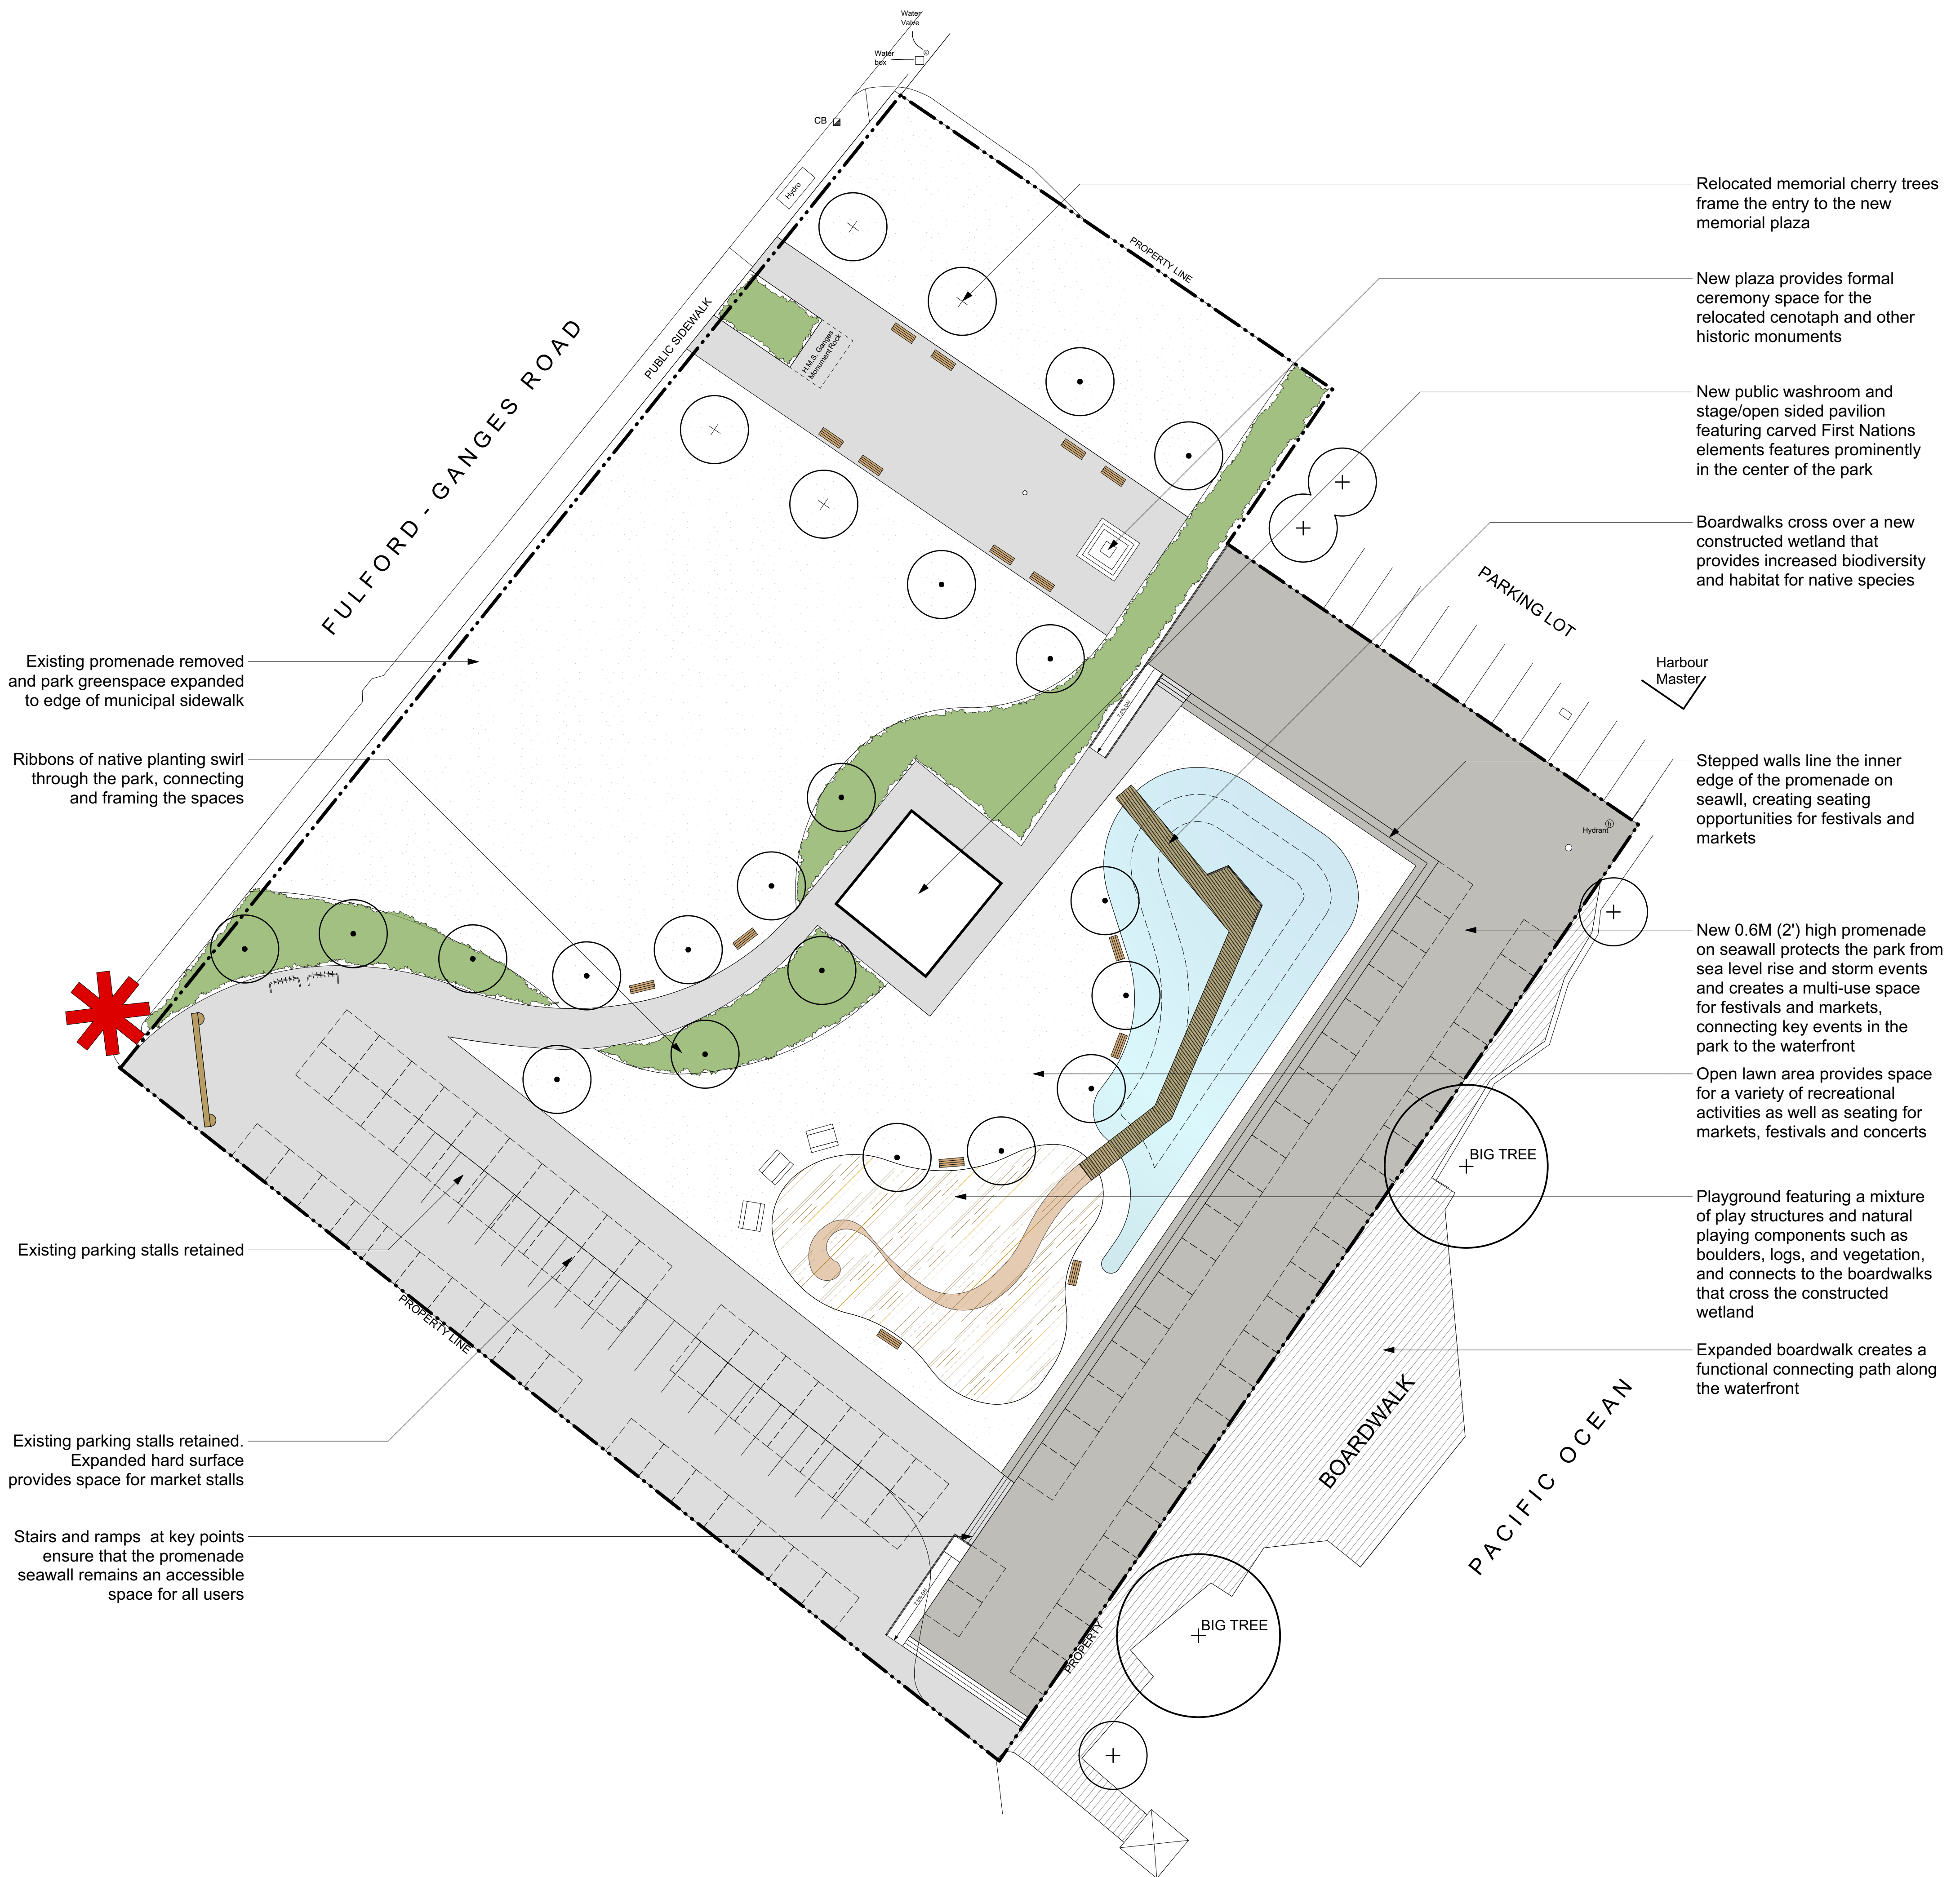 Water
Valve
Water
box
CB
Hydro
PUBLIC SIDEWALK
FULFORD - GANGES ROAD
H.M.S. Ganges
Monument Rock
PROPERTY LINE
Relocated memorial cherry trees
frame the entry to the new
memorial plaza
New plaza provides formal
ceremony space for the
relocated cenotaph and other
historic monuments
New public washroom and
stage/open sided pavilion
featuring carved First Nations
elements features prominently
in the center of the park
Boardwalks cross over a new
constructed wetland that
provides increased biodiversity
and habitat for native species
PARKING LOT
Harbour
Master
Existing promenade removed
and park greenspace expanded
to edge of municipal sidewalk
Ribbons of native planting swirl
through the park, connecting
and framing the spaces
7.5% DN
Stepped walls line the inner
edge of the promenade on
seawll, creating seating
opportunities for festivals and
markets
Hydrant
h
New 0.6M (2') high promenade
on seawall protects the park from
sea level rise and storm events
and creates a multi-use space
for festivals and markets,
connecting key events in the
park to the waterfront
Open lawn area provides space
for a variety of recreational
activities as well as seating for
markets, festivals and concerts
BIG TREE
Playground featuring a mixture
of play structures and natural
playing components such as
boulders, logs, and vegetation,
and connects to the boardwalks
that cross the constructed
wetland
Existing parking stalls retained
PROPERTY LINE
Expanded boardwalk creates a
functional connecting path along
the waterfront
BOARDWALK
PACIFIC OCEAN
Existing parking stalls retained.
Expanded hard surface
provides space for market stalls
Stairs and ramps at key points
ensure that the promenade
seawall remains an accessible
space for all users
7.5% DN
BIG TREE
PROPERTY